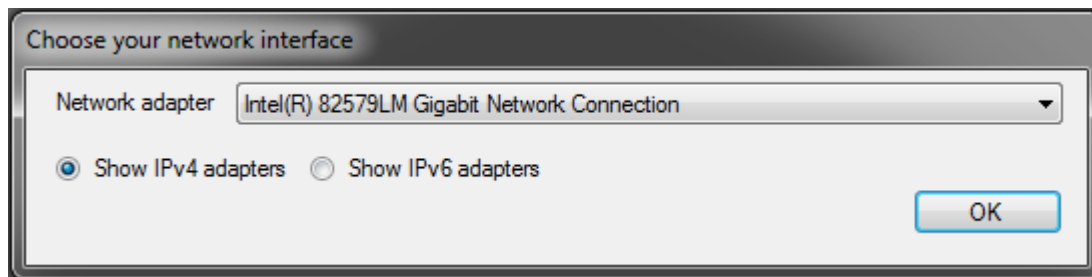 Choose your network interface
Network adapter Intel(R) 82579LM Gigabit Network Connection
Show IPv4 adapters Show IPv6 adapters
OK